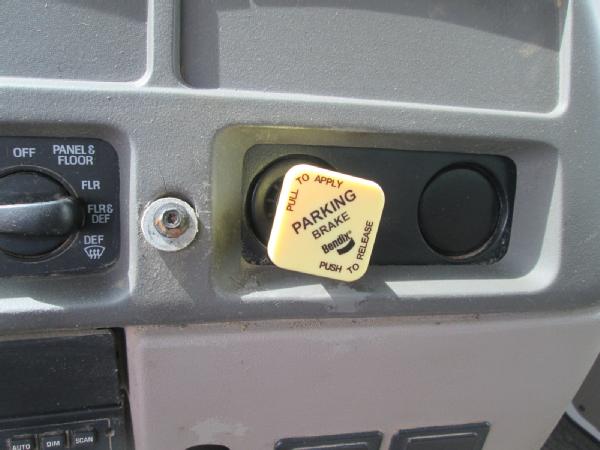 OFF
PANEL &
FLOOR
FLR
FLR &
DEF
DEF
PULL TO APPLY
PARKING
BRAKE
Bendix
PUSH TO RELEASE
AUTO
DIM
SCAN